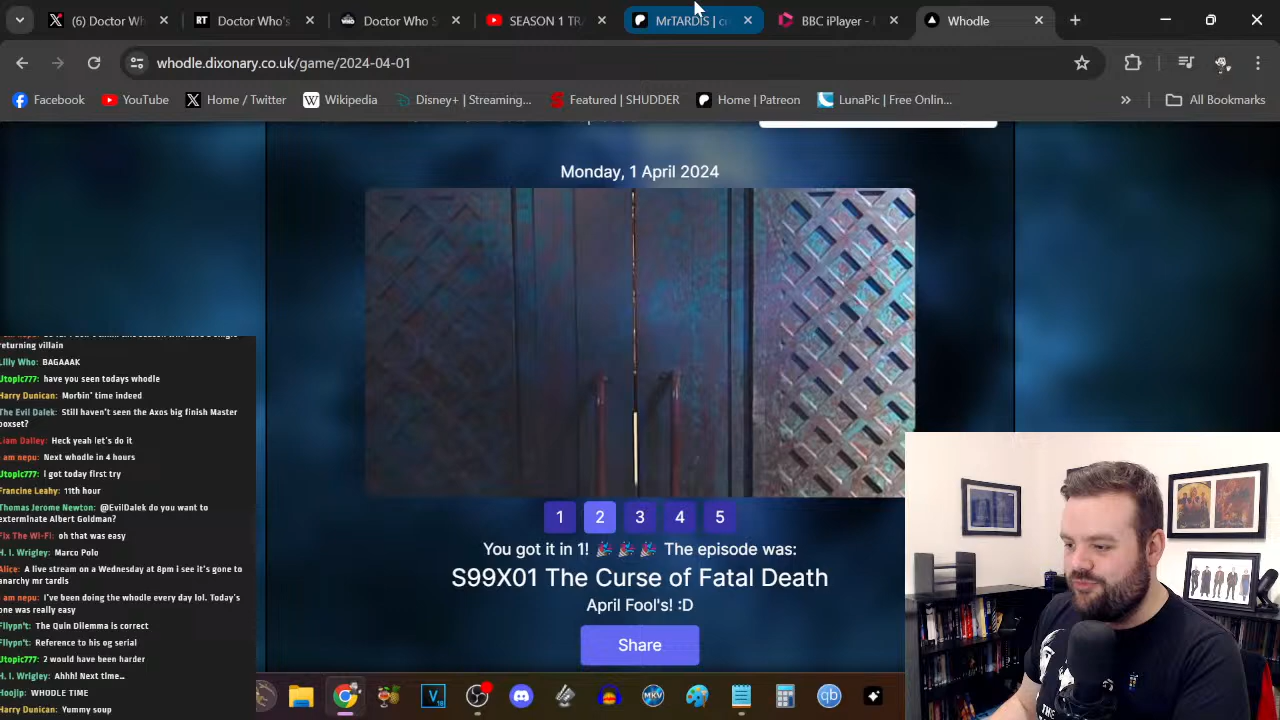 (6) Doctor Wh
Doctor Who's
Doctor Who S
SEASON 1 TRA
MrTARDIS | cr
BBC iPlayer -
Whodle
whodle.dixonary.co.uk/game/2024-04-01
Facebook
YouTube
Home / Twitter
Wikipedia
Disney+ | Streaming...
Featured | SHUDDER
Home | Patreon
LunaPic | Free Onlin...
All Bookmarks
Monday, 1 April 2024
1 2 3 4 5
You got it in 1! 🎉 🎉 🎉 The episode was:
S99X01 The Curse of Fatal Death
April Fool's! :D
Share
returning villain
Lilly Who: BAGAAAK
Utopic777: have you seen todays whodle
Harry Dunican: Morbin' time indeed
The Evil Dalek: Still haven't seen the Axos big finish Master
boxset?
Liam Dalley: Heck yeah let's do it
i am nepu: Next whodle in 4 hours
Utopic777: I got today first try
Francine Leahy: 11th hour
Thomas Jerome Newton: @EvilDalek do you want to
exterminate Albert Goldman?
Fix The Wi-Fi: oh that was easy
H. I. Wrigley: Marco Polo
Alice: A live stream on a Wednesday at 8pm i see it's gone to
anarchy mr tardis
i am nepu: I've been doing the whodle every day lol. Today's
one was really easy
Fliypn't: The Quin Dilemma is correct
Fliypn't: Reference to his og serial
Utopic777: 2 would have been harder
H. I. Wrigley: Ahhh! Next time...
Hoojip: WHODLE TIME
Harry Dunican: Yummy soup